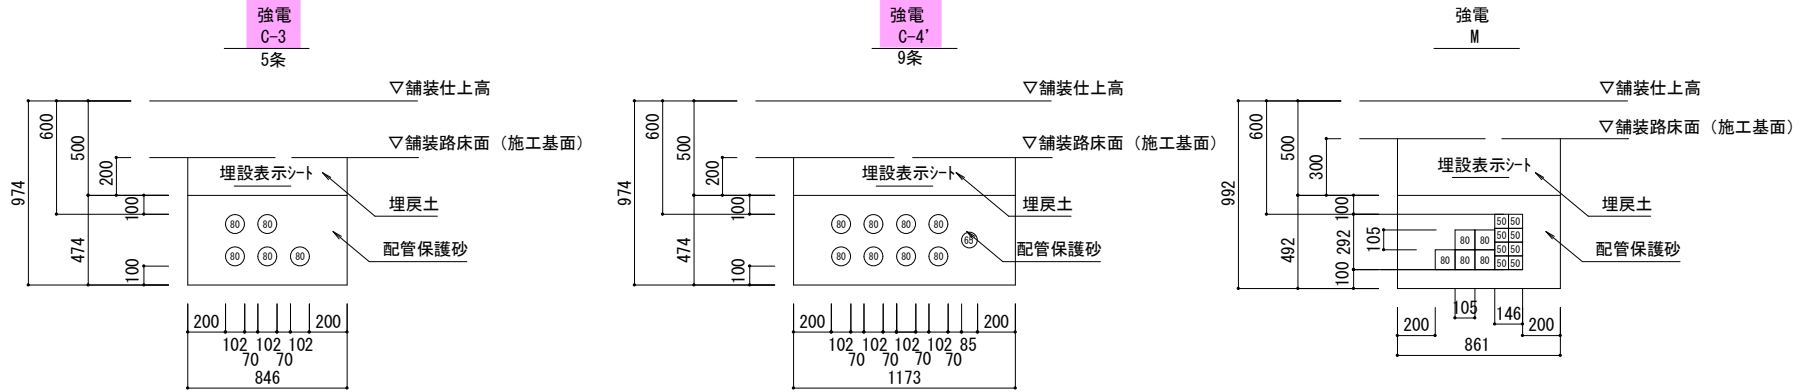 強電
C-3
5条
▽舗装仕上高
▽舗装路床面（施工基面）
埋設表示シート
埋戻土
配管保護砂
974
600
500
200
100
474
100
80 80
80 80 80
200 200
102 102 102
70 70
846
強電
C-4'
9条
▽舗装仕上高
▽舗装路床面（施工基面）
埋設表示シート
埋戻土
配管保護砂
974
600
500
200
100
474
100
80 80 80 80
65
80 80 80 80
200 200
102 102 102 102 85
70 70 70 70
1173
強電
M
▽舗装仕上高
▽舗装路床面（施工基面）
埋設表示シート
埋戻土
配管保護砂
992
600
500
300
100
492
292
105
100
50 50
50 50
80 80
50 50
80 80 80
50 50
105 146
200 200
861